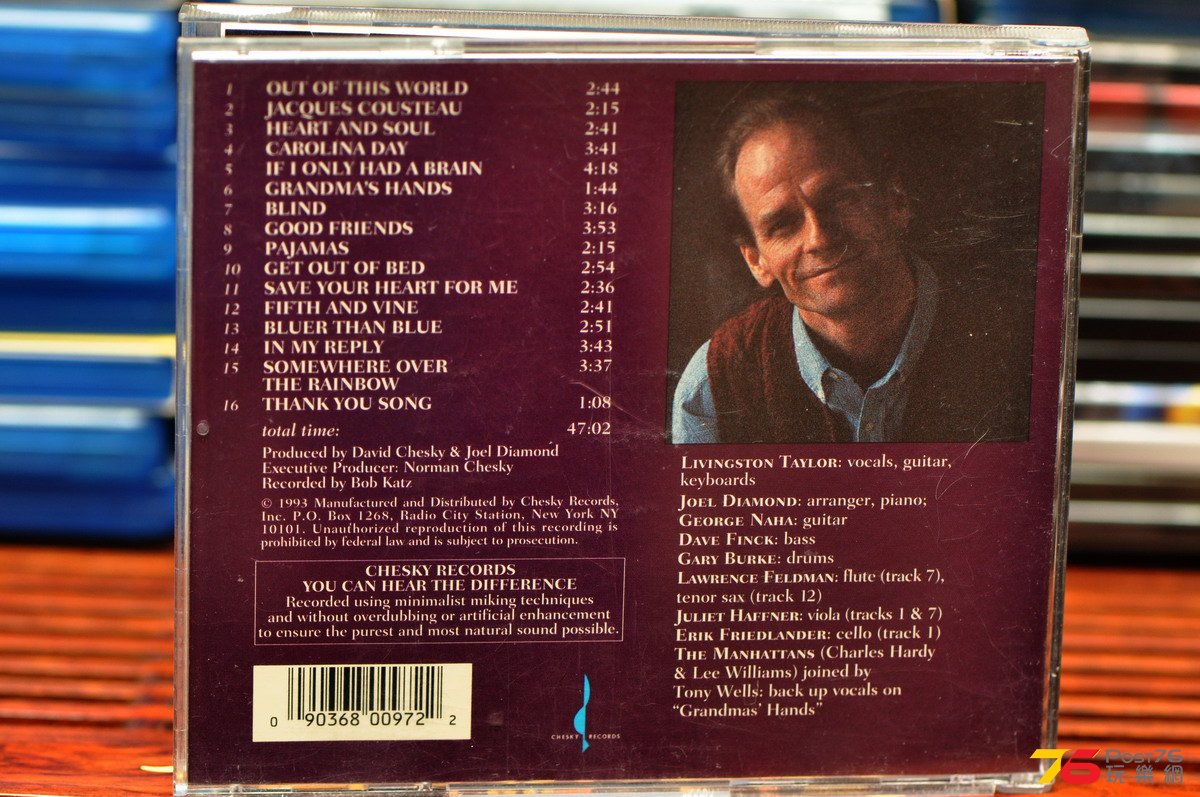 1 OUT OF THIS WORLD 2:44
2 JACQUES COUSTEAU 2:15
3 HEART AND SOUL 2:41
4 CAROLINA DAY 3:41
5 IF I ONLY HAD A BRAIN 4:18
6 GRANDMA'S HANDS 1:44
7 BLIND 3:16
8 GOOD FRIENDS 3:53
9 PAJAMAS 2:15
10 GET OUT OF BED 2:54
11 SAVE YOUR HEART FOR ME 2:36
12 FIFTH AND VINE 2:41
13 BLUER THAN BLUE 2:51
14 IN MY REPLY 3:43
15 SOMEWHERE OVER 3:37
THE RAINBOW
16 THANK YOU SONG 1:08
total time: 47:02
Produced by David Chesky & Joel Diamond
Executive Producer: Norman Chesky
Recorded by Bob Katz
© 1993 Manufactured and Distributed by Chesky Records,
Inc. P.O. Box 1268, Radio City Station, New York NY
10101. Unauthorized reproduction of this recording is
prohibited by federal law and is subject to prosecution.
CHESKY RECORDS
YOU CAN HEAR THE DIFFERENCE
Recorded using minimalist miking techniques
and without overdubbing or artificial enhancement
to ensure the purest and most natural sound possible.
0 90368 00972 2
CHESKY RECORDS
LIVINGSTON TAYLOR: vocals, guitar,
keyboards
JOEL DIAMOND: arranger, piano;
GEORGE NAHA: guitar
DAVE FINCK: bass
GARY BURKE: drums
LAWRENCE FELDMAN: flute (track 7),
tenor sax (track 12)
JULIET HAFFNER: viola (tracks 1 & 7)
ERIK FRIEDLANDER: cello (track 1)
THE MANHATTANS (Charles Hardy
& Lee Williams) joined by
Tony Wells: back up vocals on
“Grandmas’ Hands”
76 Post76
玩樂網